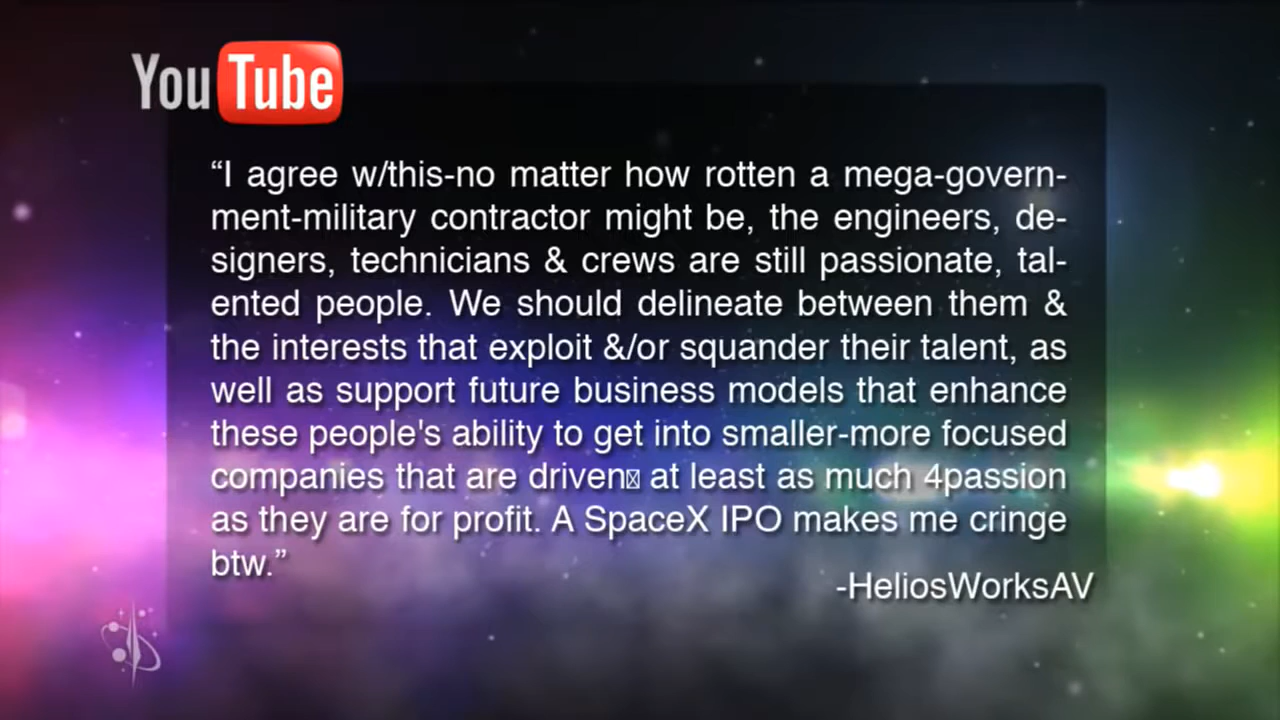 YouTube
“I agree w/this-no matter how rotten a mega-govern-
ment-military contractor might be, the engineers, de-
signers, technicians & crews are still passionate, tal-
ented people. We should delineate between them &
the interests that exploit &/or squander their talent, as
well as support future business models that enhance
these people's ability to get into smaller-more focused
companies that are driven at least as much 4passion
as they are for profit. A SpaceX IPO makes me cringe
btw.”
-HeliosWorksAV